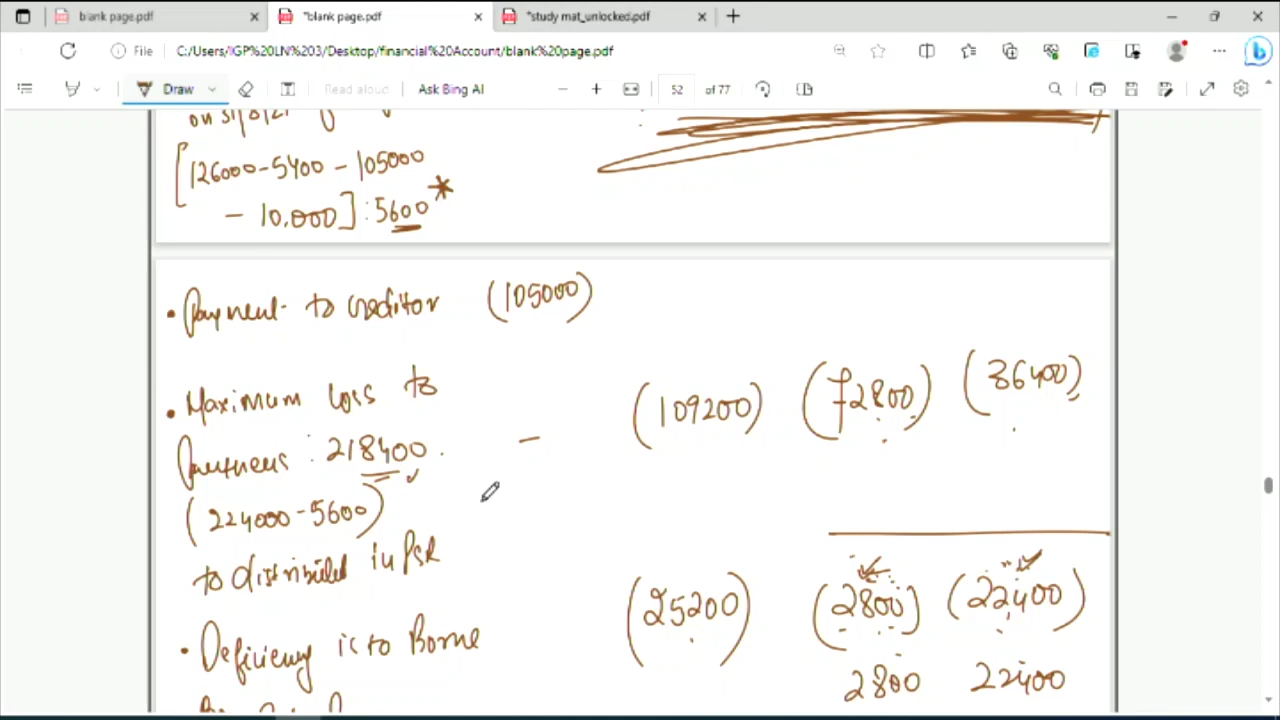 blank page.pdf
*blank page.pdf
*study mat_unlocked.pdf
File C:/Users/IGP%20LN%203/Desktop/financial%20Account/blank%20page.pdf
Draw
Read aloud
Ask Bing AI
52 of 77
[126000-5400 - 105000
- 10,000] : 5600 *
• Payment to creditor (105000)
• Maximum loss to
Partners : 218400. - (109200) (72800) (36400)
(224000-5600)
to distributed in PSR
(25200) (2800) (22400)
• Deficiency is to Borne
2800 22400